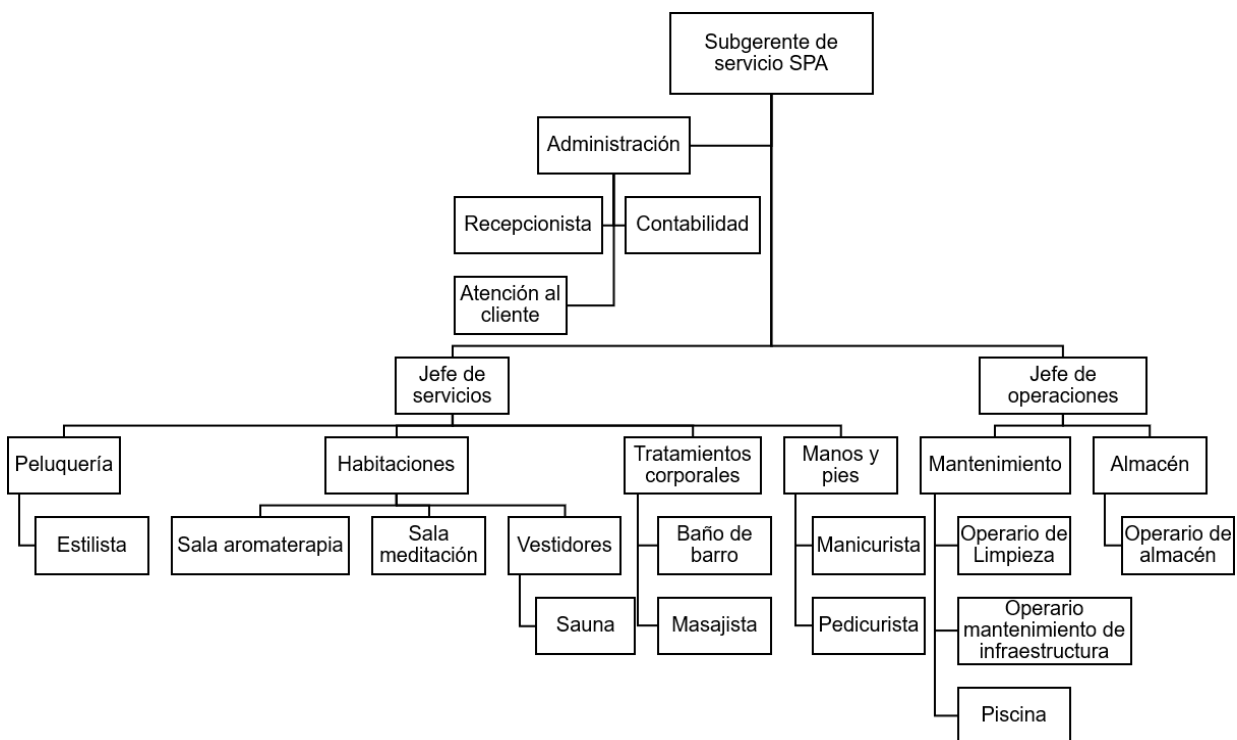 Subgerente de
servicio SPA
Administración
Recepcionista
Contabilidad
Atención al
cliente
Jefe de
servicios
Jefe de
operaciones
Peluquería
Habitaciones
Tratamientos
corporales
Manos y
pies
Mantenimiento
Almacén
Estilista
Sala aromaterapia
Sala
meditación
Vestidores
Baño de
barro
Manicurista
Operario de
Limpieza
Operario de
almacén
Sauna
Masajista
Pedicurista
Operario
mantenimiento de
infraestructura
Piscina